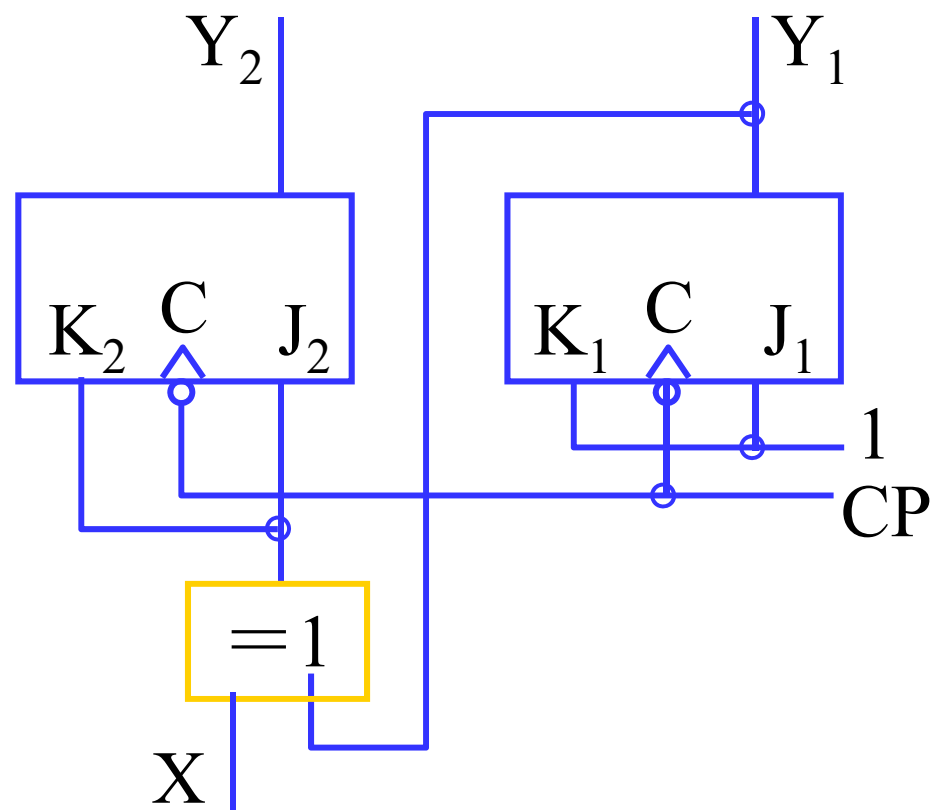 Y₂
Y₁
K₂ C J₂
K₁ C J₁
1
CP
=1
X